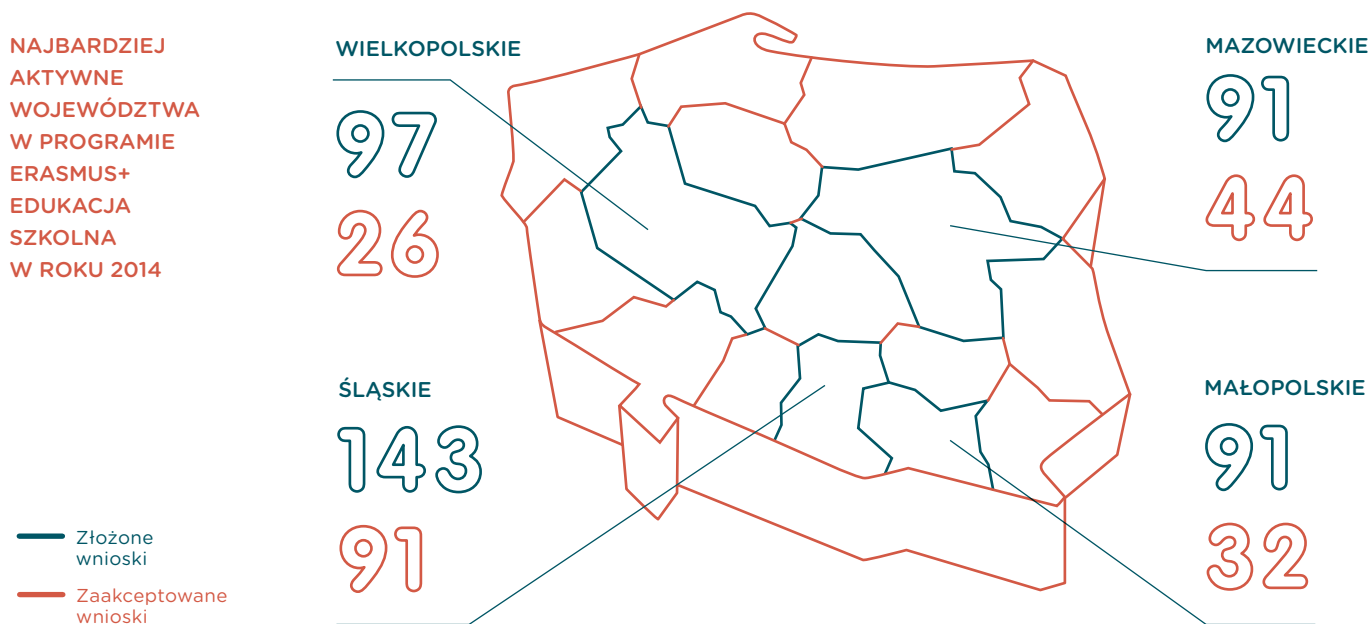 NAJBARDZIEJ
AKTYWNE
WOJEWÓDZTWA
W PROGRAMIE
ERASMUS+
EDUKACJA
SZKOLNA
W ROKU 2014
WIELKOPOLSKIE
97
26
MAZOWIECKIE
91
44
ŚLĄSKIE
143
91
MAŁOPOLSKIE
91
32
Złożone
wnioski
Zaakceptowane
wnioski